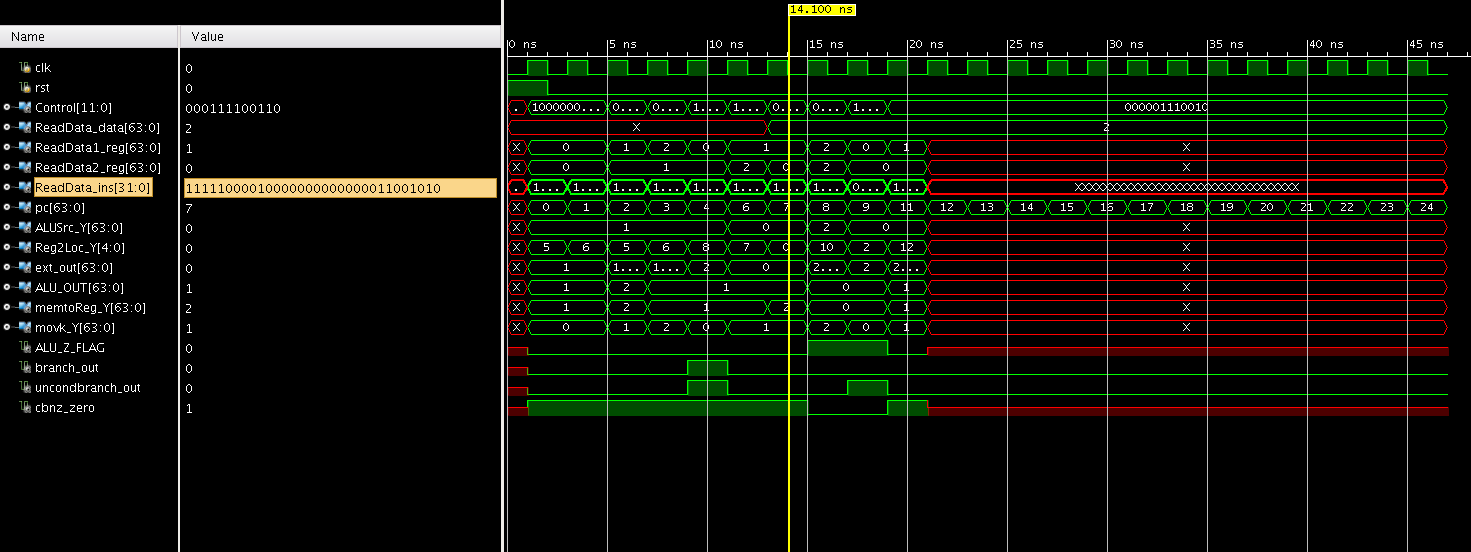 14.100 ns
Name Value
0 ns 5 ns 10 ns 15 ns 20 ns 25 ns 30 ns 35 ns 40 ns 45 ns
clk 0
rst 0
Control[11:0] 000111100110 . 1000000... 0... 0... 1... 1... 0... 0... 1... 000001110010
ReadData_data[63:0] 2 X 2
ReadData1_reg[63:0] 1 X 0 1 2 0 1 2 0 1 X
ReadData2_reg[63:0] 0 X 0 1 2 0 2 0 X
ReadData_ins[31:0] 11111000010000000000000011001010 . 1... 1... 1... 1... 1... 1... 1... 1... 0... 1... XXXXXXXXXXXXXXXXXXXXXXXXXXXXXXXX
pc[63:0] 7 X 0 1 2 3 4 6 7 8 9 11 12 13 14 15 16 17 18 19 20 21 22 23 24
ALUSrc_Y[63:0] 0 X 1 0 2 0 X
Reg2Loc_Y[4:0] 0 X 5 6 5 6 8 7 0 10 2 12 X
ext_out[63:0] 0 X 1 1... 1... 2 0 2... 2 2... X
ALU_OUT[63:0] 1 X 1 2 1 0 1 X
memtoReg_Y[63:0] 2 X 1 2 1 2 0 1 X
movk_Y[63:0] 1 X 0 1 2 0 1 2 0 1 X
ALU_Z_FLAG 0
branch_out 0
uncondbranch_out 0
cbnz_zero 1